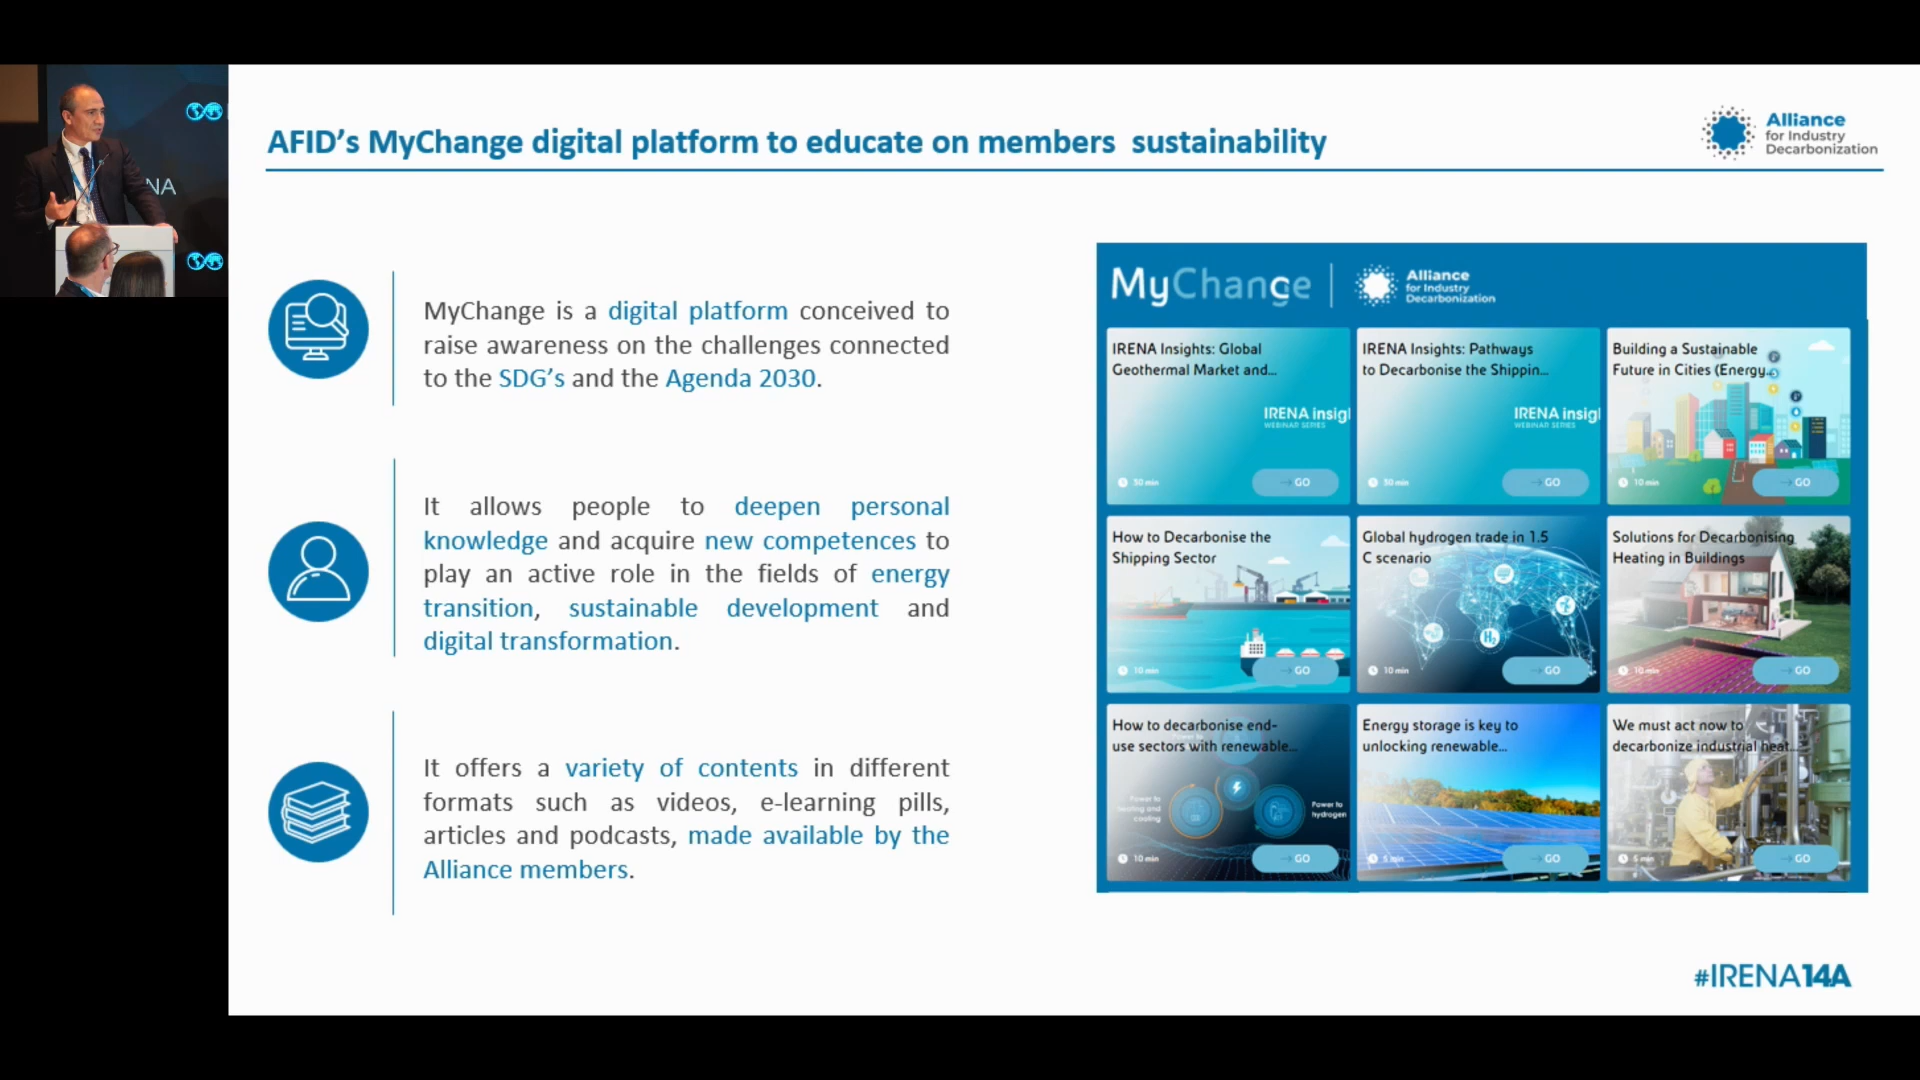 NA
AFID's MyChange digital platform to educate on members sustainability
Alliance
for Industry
Decarbonization
MyChange is a digital platform conceived to
raise awareness on the challenges connected
to the SDG's and the Agenda 2030.
It allows people to deepen personal
knowledge and acquire new competences to
play an active role in the fields of energy
transition, sustainable development and
digital transformation.
It offers a variety of contents in different
formats such as videos, e-learning pills,
articles and podcasts, made available by the
Alliance members.
MyChange
Alliance
for Industry
Decarbonization
IRENA Insights: Global
Geothermal Market and...
IRENA insig
WEBINAR SERIES
30 min
→ GO
IRENA Insights: Pathways
to Decarbonise the Shippin...
IRENA insig
WEBINAR SERIES
30 min
→ GO
Building a Sustainable
Future in Cities (Energy...
10 min
→ GO
How to Decarbonise the
Shipping Sector
10 min
→ GO
Global hydrogen trade in 1.5
C scenario
H2
10 min
→ GO
Solutions for Decarbonising
Heating in Buildings
10 min
→ GO
How to decarbonise end-
use sectors with renewable...
Power to
heating and
cooling
Power to
hydrogen
10 min
→ GO
Energy storage is key to
unlocking renewable...
5 min
→ GO
We must act now to
decarbonize industrial heat...
5 min
→ GO
#IRENA14A